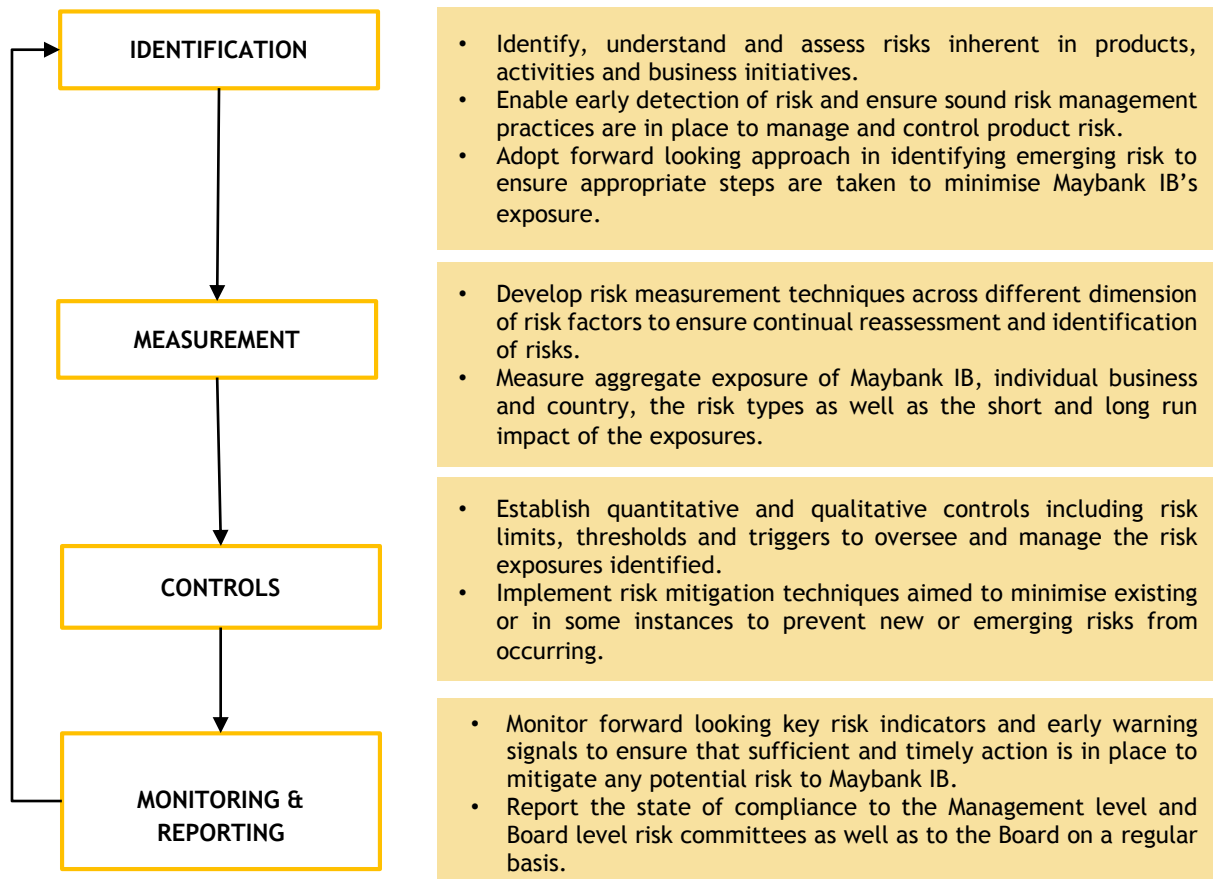 IDENTIFICATION
• Identify, understand and assess risks inherent in products,
activities and business initiatives.
• Enable early detection of risk and ensure sound risk management
practices are in place to manage and control product risk.
• Adopt forward looking approach in identifying emerging risk to
ensure appropriate steps are taken to minimise Maybank IB’s
exposure.
MEASUREMENT
• Develop risk measurement techniques across different dimension
of risk factors to ensure continual reassessment and identification
of risks.
• Measure aggregate exposure of Maybank IB, individual business
and country, the risk types as well as the short and long run
impact of the exposures.
CONTROLS
• Establish quantitative and qualitative controls including risk
limits, thresholds and triggers to oversee and manage the risk
exposures identified.
• Implement risk mitigation techniques aimed to minimise existing
or in some instances to prevent new or emerging risks from
occurring.
MONITORING &
REPORTING
• Monitor forward looking key risk indicators and early warning
signals to ensure that sufficient and timely action is in place to
mitigate any potential risk to Maybank IB.
• Report the state of compliance to the Management level and
Board level risk committees as well as to the Board on a regular
basis.